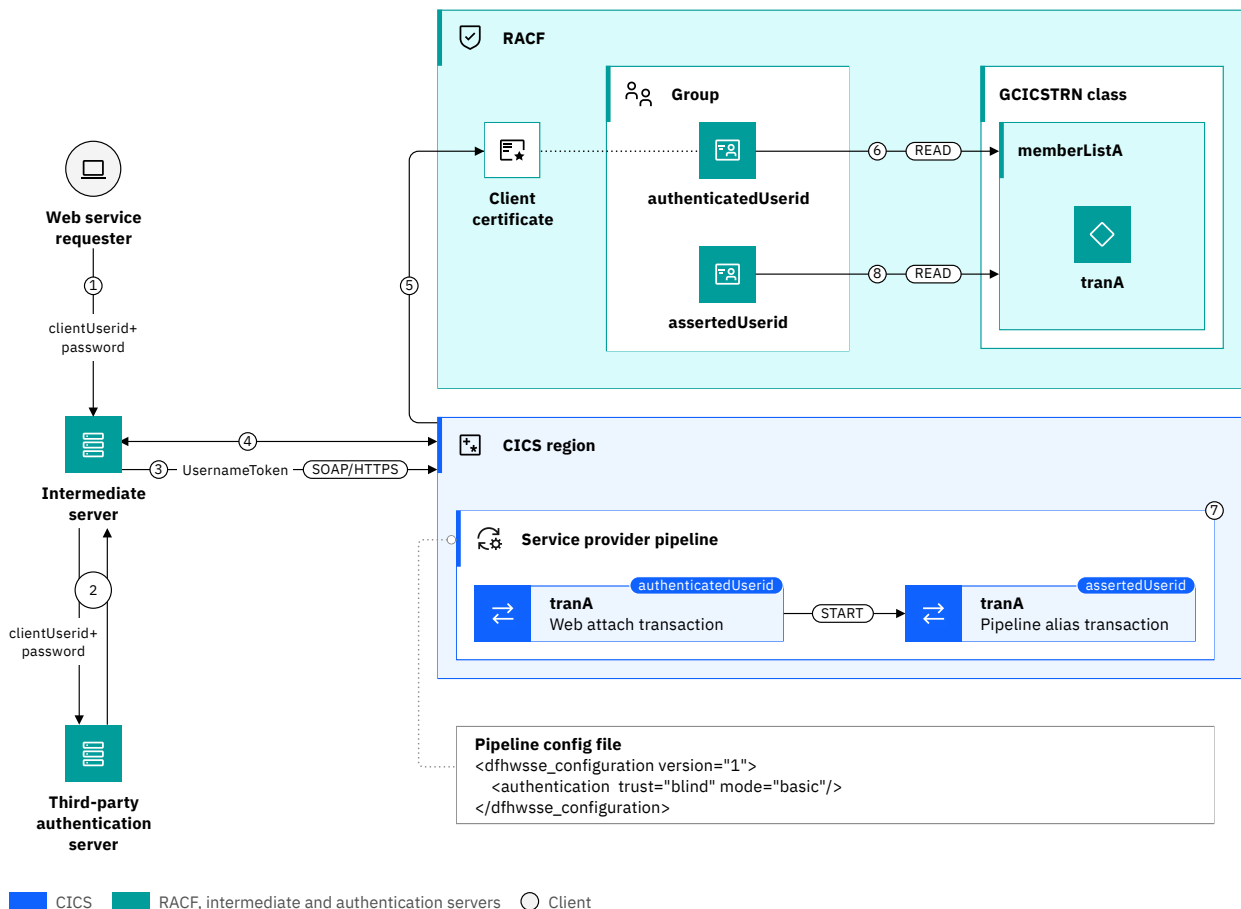 RACF
Group
GCICSTRN class
6
READ
memberListA
Client
certificate
authenticatedUserid
Web service
requester
8
READ
tranA
assertedUserid
1
5
clientUserid+
password
4
CICS region
3
UsernameToken
SOAP/HTTPS
Intermediate
server
7
Service provider pipeline
2
authenticatedUserid
tranA
Web attach transaction
START
assertedUserid
tranA
Pipeline alias transaction
clientUserid+
password
Pipeline config file
<dfhwsse_configuration version="1">
<authentication  trust="blind" mode="basic"/>
</dfhwsse_configuration>
Third-party
authentication
server
CICS
RACF, intermediate and authentication servers
Client